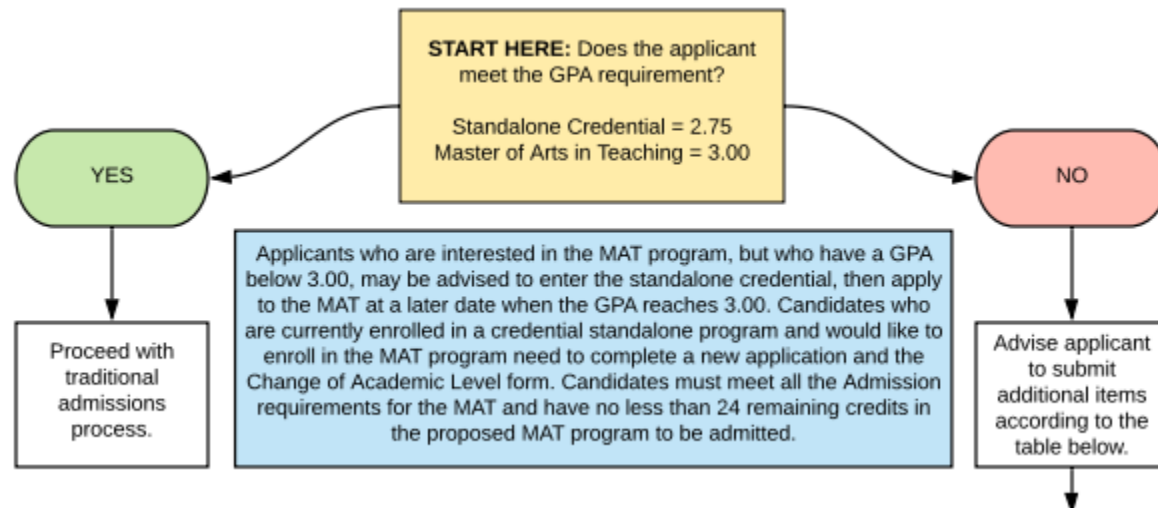 START HERE: Does the applicant
meet the GPA requirement?
Standalone Credential = 2.75
Master of Arts in Teaching = 3.00
YES
NO
Applicants who are interested in the MAT program, but who have a GPA
below 3.00, may be advised to enter the standalone credential, then apply
to the MAT at a later date when the GPA reaches 3.00. Candidates who
are currently enrolled in a credential standalone program and would like to
enroll in the MAT program need to complete a new application and the
Change of Academic Level form. Candidates must meet all the Admission
requirements for the MAT and have no less than 24 remaining credits in
the proposed MAT program to be admitted.
Proceed with
traditional
admissions
process.
Advise applicant
to submit
additional items
according to the
table below.